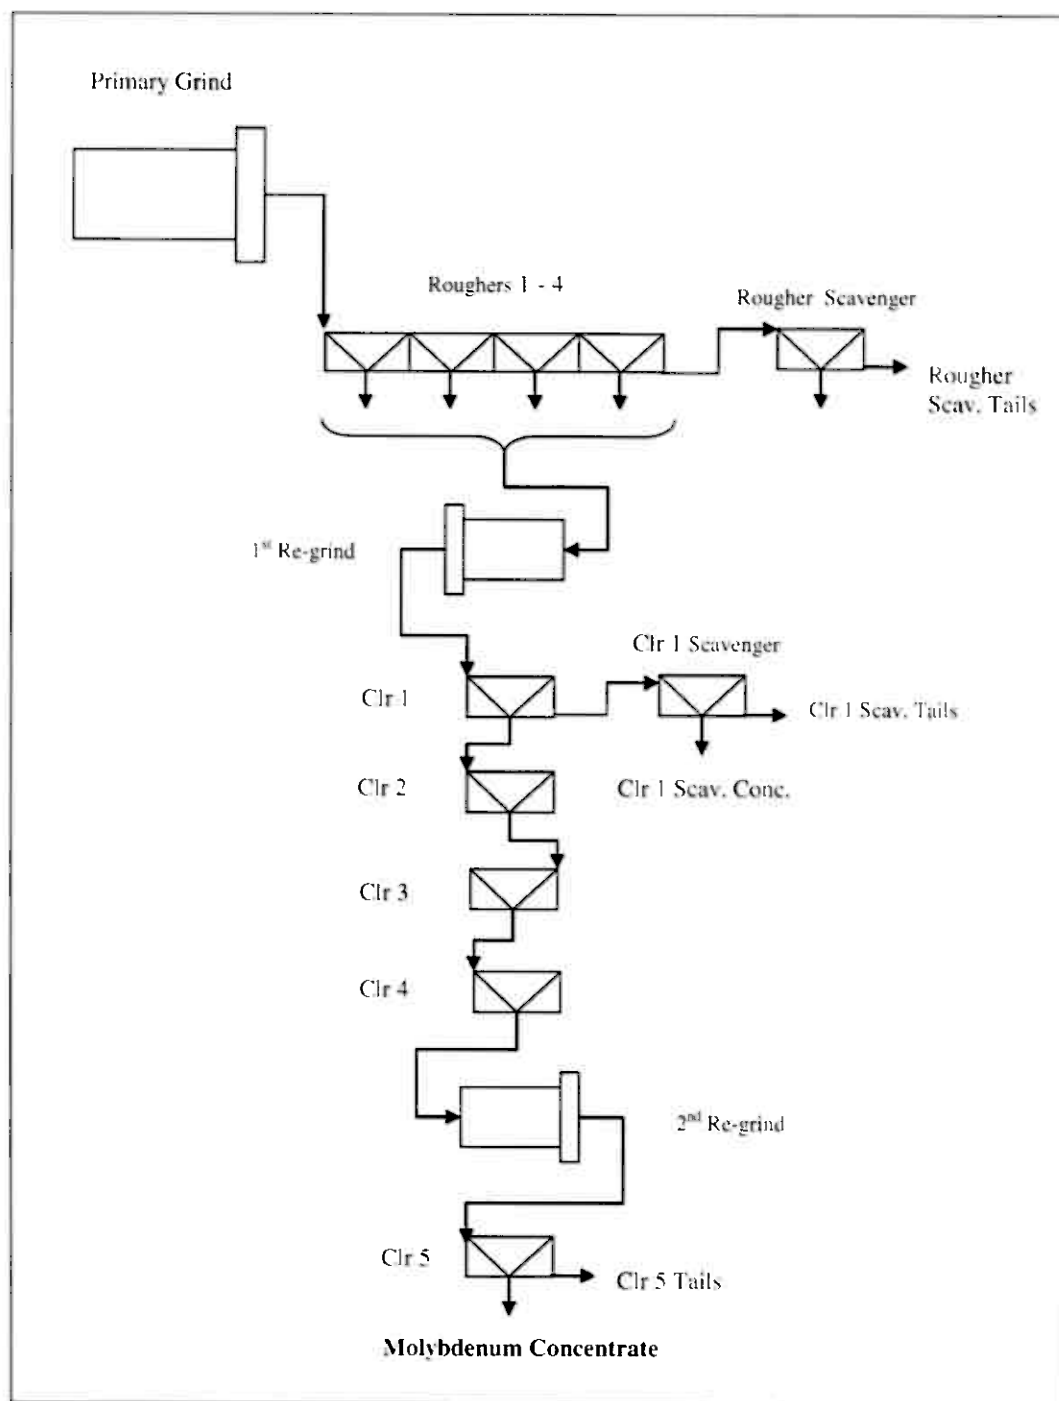 Primary Grind
Roughers 1 - 4
Rougher Scavenger
Rougher
Scav. Tails
1st Re-grind
Clr 1 Scavenger
Clr 1
Clr 1 Scav. Tails
Clr 2
Clr 1 Scav. Conc.
Clr 3
Clr 4
2nd Re-grind
Clr 5
Clr 5 Tails
Molybdenum Concentrate